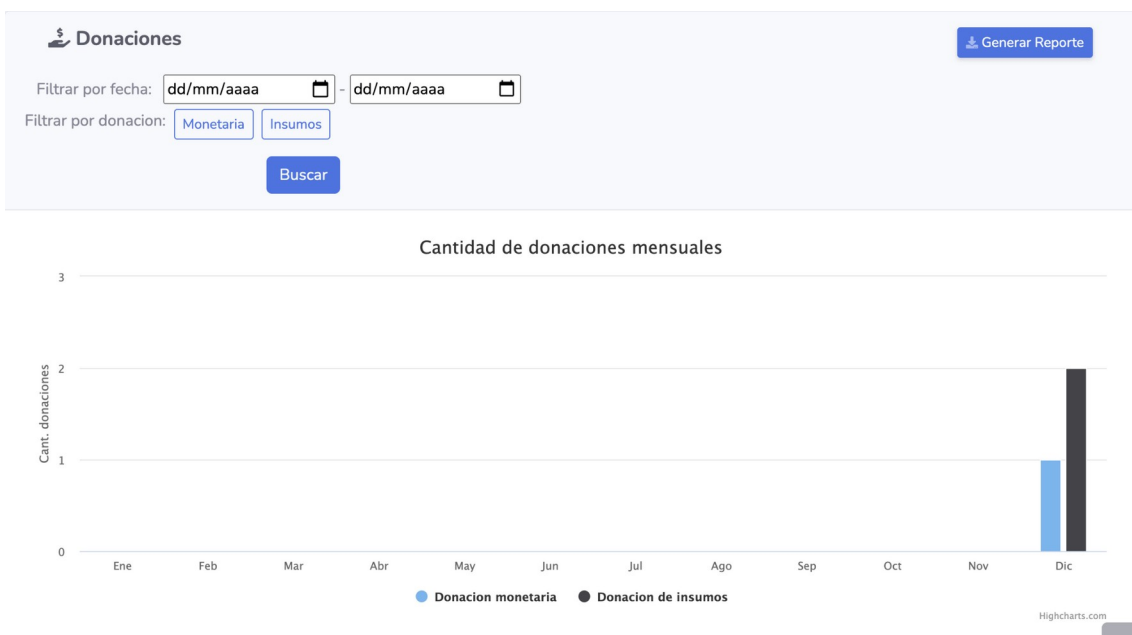 Donaciones
Generar Reporte
Filtrar por fecha: dd/mm/aaaa - dd/mm/aaaa
Filtrar por donacion: Monetaria Insumos
Buscar
Cantidad de donaciones mensuales
3
2
1
0
Cant. donaciones
Ene Feb Mar Abr May Jun Jul Ago Sep Oct Nov Dic
Donacion monetaria Donacion de insumos
Highcharts.com